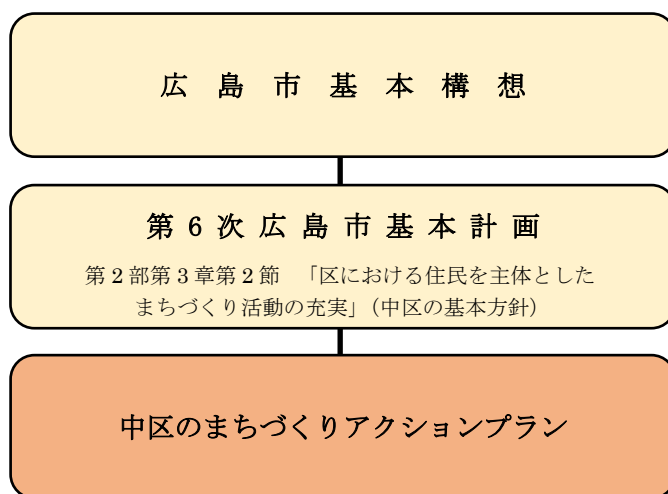 広島市基本構想
第6次広島市基本計画
第2部第3章第2節　「区における住民を主体とした
まちづくり活動の充実」（中区の基本方針）
中区のまちづくりアクションプラン